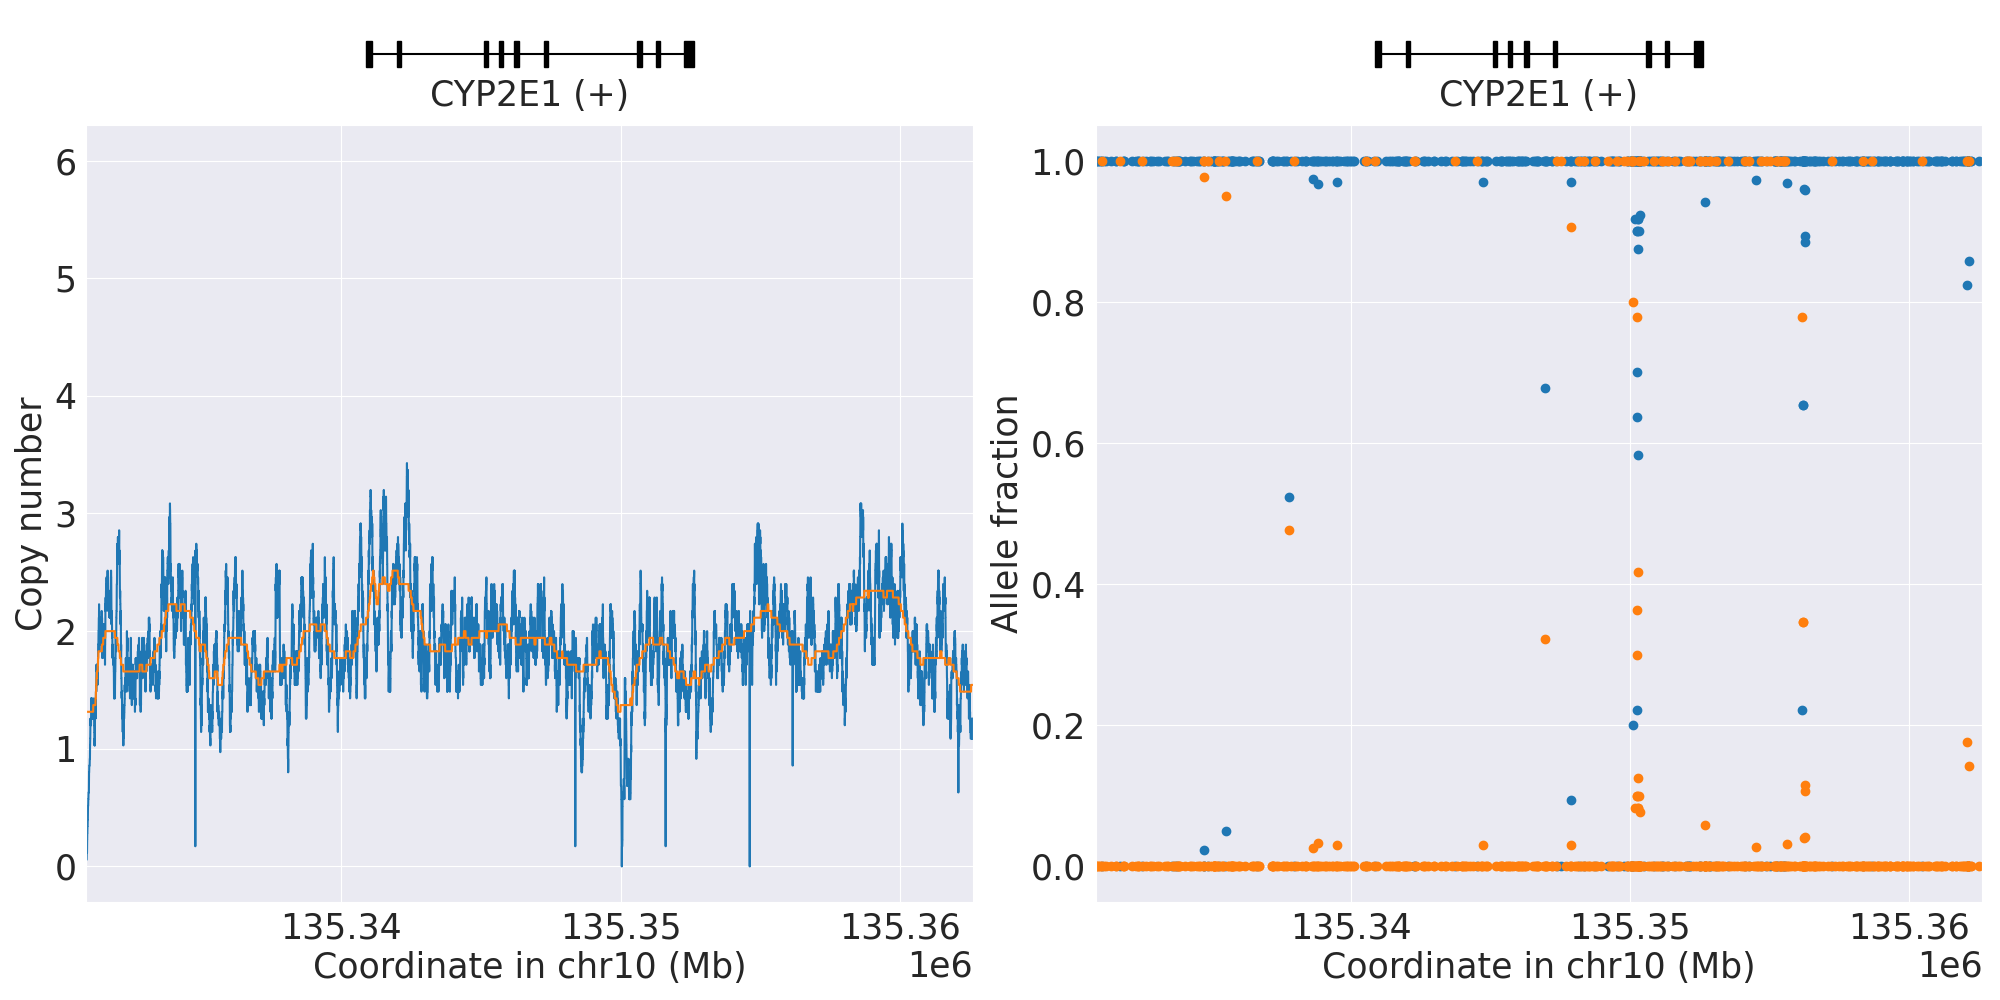 CYP2E1 (+)
6
5
4
3
2
1
0
Copy number
135.34 135.35 135.36
Coordinate in chr10 (Mb)
1e6
CYP2E1 (+)
1.0
0.8
0.6
0.4
0.2
0.0
Allele fraction
135.34 135.35 135.36
Coordinate in chr10 (Mb)
1e6